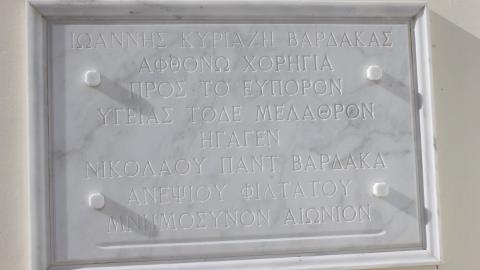 ΙΩΑΝΝΗΣ ΚΥΡΙΑΖΗ ΒΑΡΔΑΚΑΣ
ΑΦΘΟΝΩ ΧΟΡΗΓΙΑ
ΠΡΟΣ ΤΟ ΕΥΠΟΡΟΝ
ΥΓΕΙΑΣ ΤΟΔΕ ΜΕΛΑΘΡΟΝ
ΗΓΑΓΕΝ
ΝΙΚΟΛΑΟΥ ΠΑΝΤ. ΒΑΡΔΑΚΑ
ΑΝΕΨΙΟΥ ΦΙΛΤΑΤΟΥ
ΜΝΗΜΟΣΥΝΟΝ ΑΙΩΝΙΟΝ